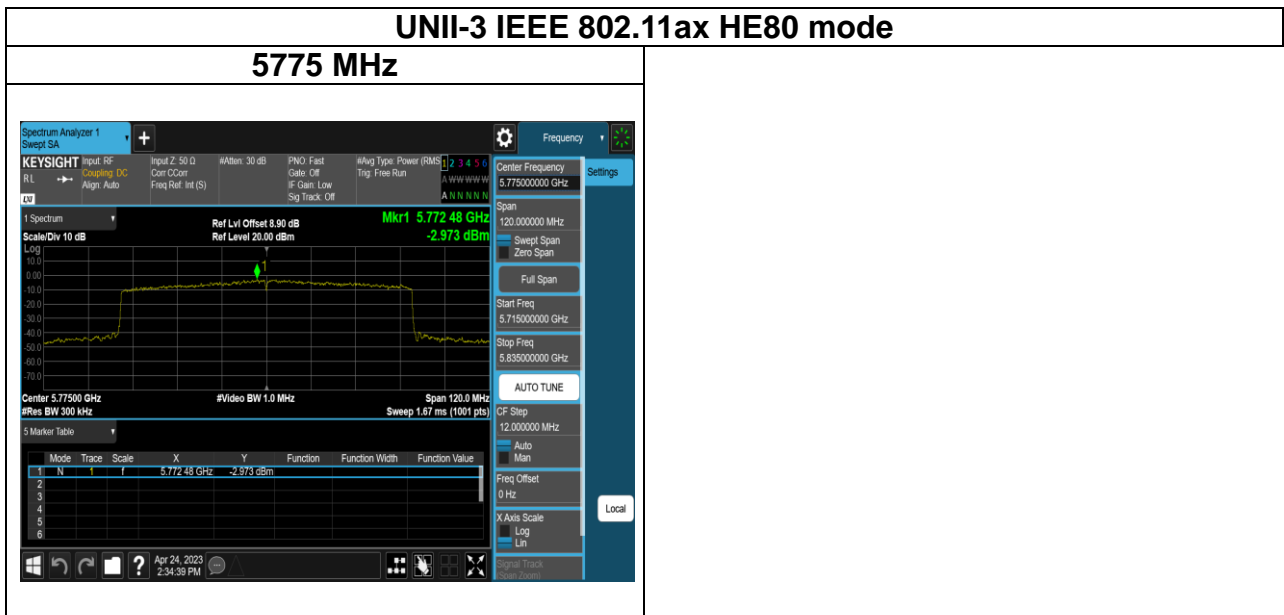 UNII-3 IEEE 802.11ax HE80 mode
5775 MHz
Spectrum Analyzer 1
Swept SA
+
Frequency
KEYSIGHT Input: RF
Coupling: DC
Align: Auto
Input Z: 50 Ω
Corr CCorr
Freq Ref: Int (S)
#Atten: 30 dB
PNO: Fast
Gate: Off
IF Gain: Low
Sig Track: Off
#Avg Type: Power (RMS
Trig: Free Run
1 2 3 4 5 6
A W W W W W
A N N N N N
RL
LXI
Center Frequency
5.775000000 GHz
Settings
1 Spectrum
Scale/Div 10 dB
Ref Lvl Offset 8.90 dB
Ref Level 20.00 dBm
Mkr1 5.772 48 GHz
-2.973 dBm
Log
10.0
0.00
-10.0
-20.0
-30.0
-40.0
-50.0
-60.0
-70.0
1
Center 5.77500 GHz
#Res BW 300 kHz
#Video BW 1.0 MHz
Span 120.0 MHz
Sweep 1.67 ms (1001 pts)
Span
120.000000 MHz
Swept Span
Zero Span
Full Span
Start Freq
5.715000000 GHz
Stop Freq
5.835000000 GHz
AUTO TUNE
CF Step
12.000000 MHz
Auto
Man
Freq Offset
0 Hz
X Axis Scale
Log
Lin
Signal Track
(Span Zoom)
Local
5 Marker Table
Mode Trace Scale X Y Function Function Width Function Value
1 N 1 f 5.772 48 GHz -2.973 dBm
2
3
4
5
6
? Apr 24, 2023
2:34:39 PM